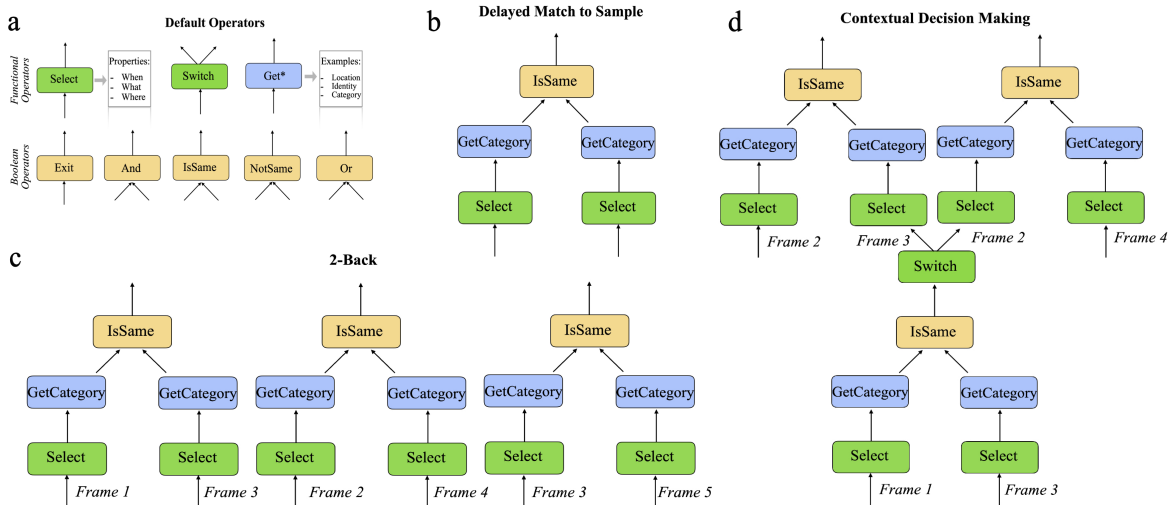 a
Default Operators
Functional
Operators
Select
Properties:
- When
- What
- Where
Switch
Get*
Examples:
- Location
- Identity
- Category
Boolean
Operators
Exit
And
IsSame
NotSame
Or
b
Delayed Match to Sample
IsSame
GetCategory
GetCategory
Select
Select
c
2-Back
IsSame
IsSame
IsSame
GetCategory
GetCategory
GetCategory
GetCategory
GetCategory
GetCategory
Select
Select
Select
Select
Select
Select
Frame 1
Frame 3
Frame 2
Frame 4
Frame 3
Frame 5
d
Contextual Decision Making
IsSame
IsSame
GetCategory
GetCategory
GetCategory
GetCategory
Select
Select
Select
Select
Frame 2
Frame 3
Frame 2
Frame 4
Switch
IsSame
GetCategory
GetCategory
Select
Select
Frame 1
Frame 3